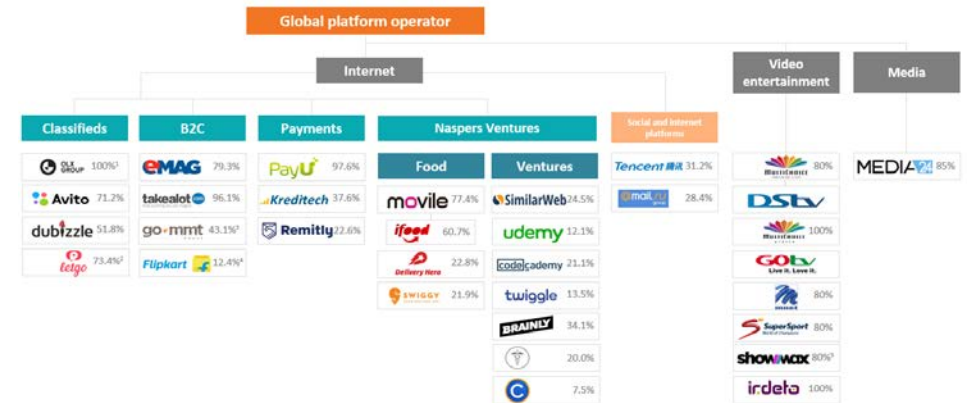 Global platform operator
Internet
Video
entertainment
Media
Classifieds
B2C
Payments
Naspers Ventures
Social and internet
platforms
OLX
GROUP 100%¹
Avito 71.2%
dubizzle 51.8%
letgo 73.4%²
eMAG 79.3%
takealot.com 96.1%
go-mmt 43.1%³
Flipkart 12.4%⁴
PayU 97.6%
Kreditech 37.6%
Remitly 22.6%
Food
movile 77.4%
ifood 60.7%
Delivery Hero 22.8%
SWIGGY 21.9%
Ventures
SimilarWeb 24.5%
udemy 12.1%
codecademy 21.1%
twiggle 13.5%
BRAINLY 34.1%
20.0%
C 7.5%
Tencent 腾讯 31.2%
@mail.ru 28.4%
MULTICHOICE 80%
DStv
MULTICHOICE 100%
GOtv
Live it. Love it.
80%
SuperSport 80%
showmax 80%⁵
irdeto 100%
MEDIA24 85%